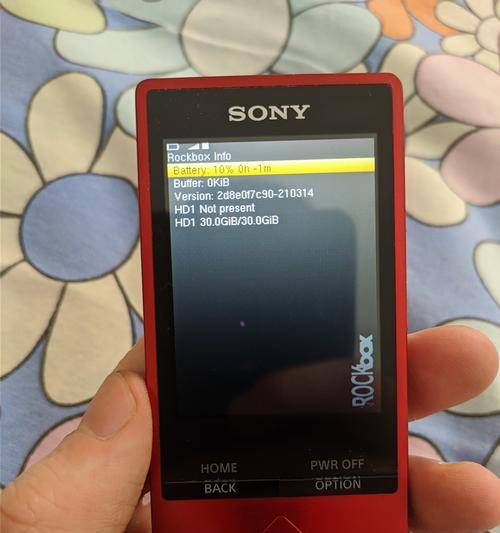 SONY
Rockbox Info
Battery: 10% 0h -1m
Buffer: 0KiB
Version: 2d8e0f7c90-210314
HD1 Not present
HD1 30.0GiB/30.0GiB
ROCKbox
HOME PWR OFF
BACK OPTION